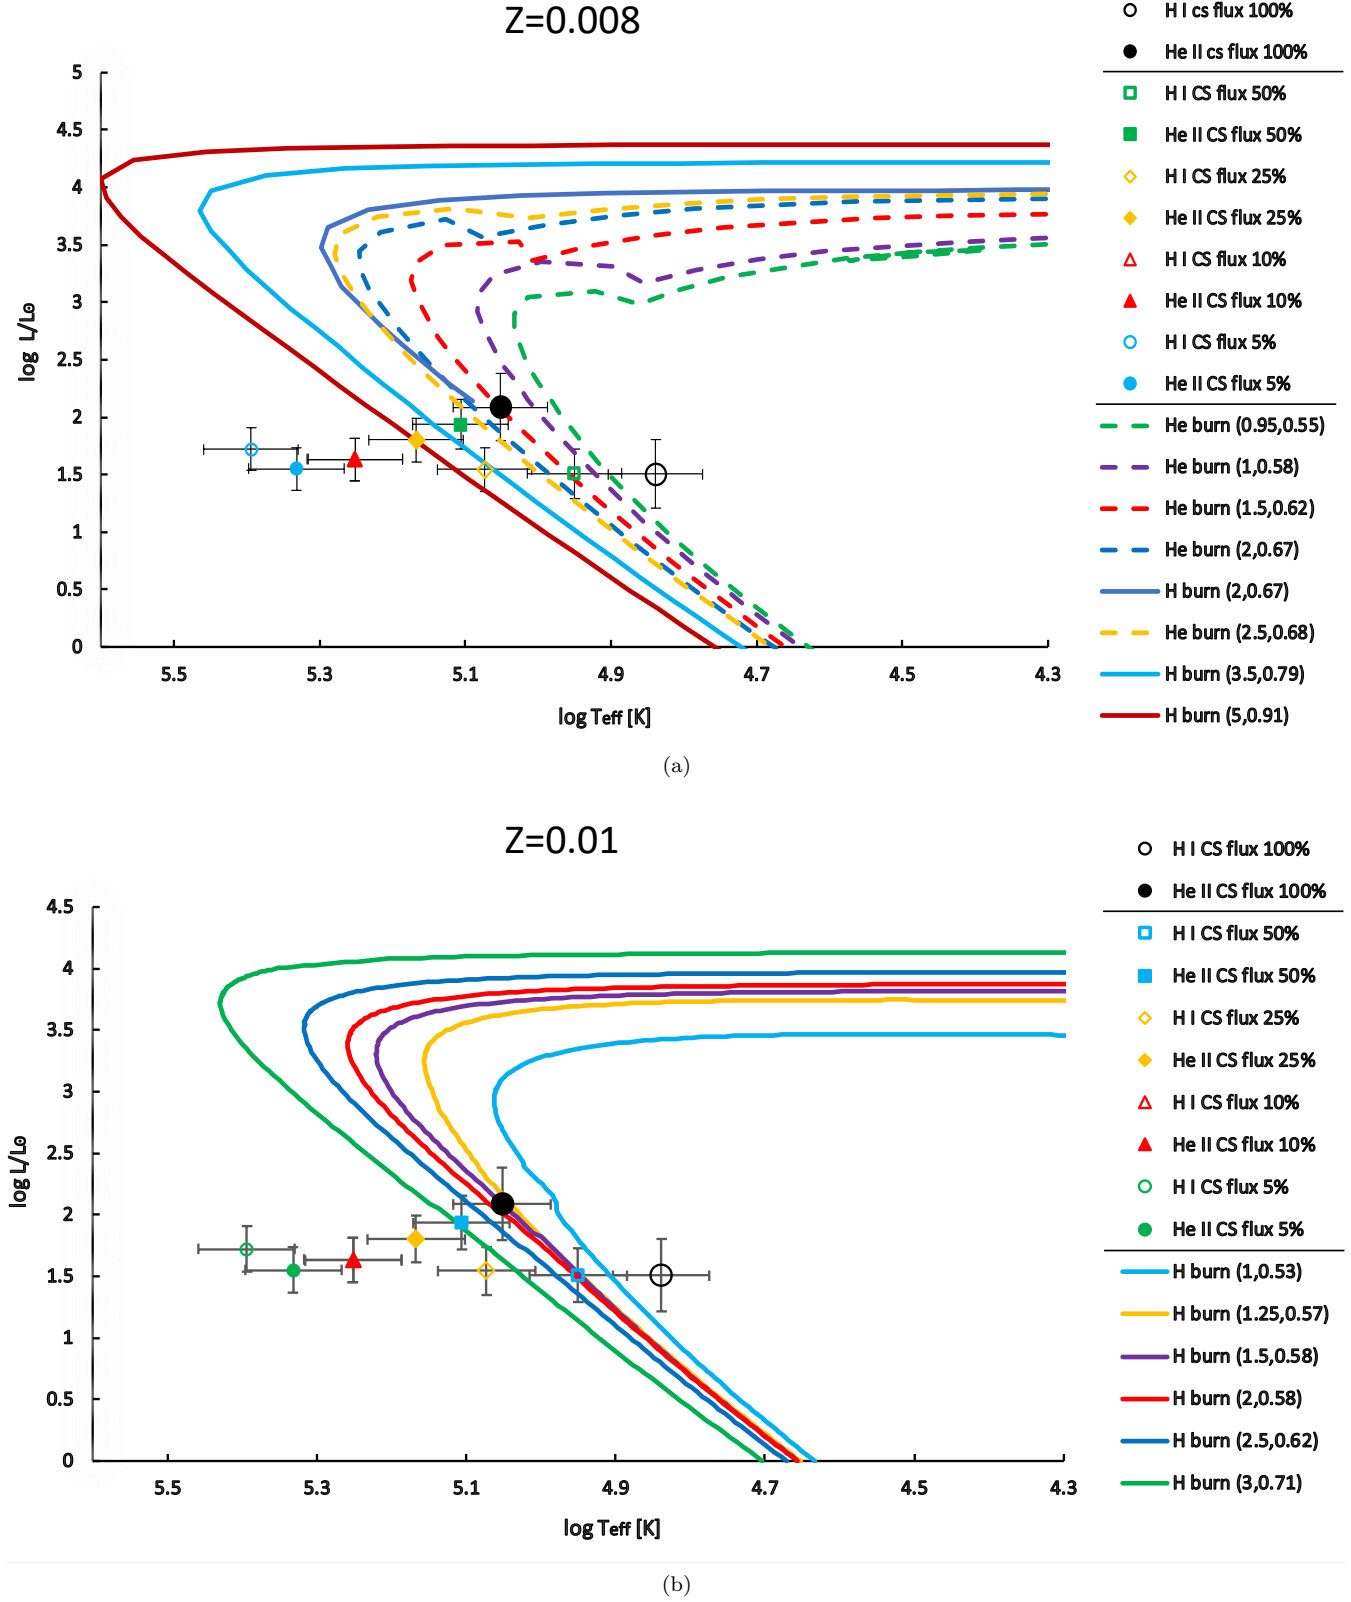 Z=0.008
H I cs flux 100%
He II cs flux 100%
H I CS flux 50%
He II CS flux 50%
H I CS flux 25%
He II CS flux 25%
H I CS flux 10%
He II CS flux 10%
H I CS flux 5%
He II CS flux 5%
He burn (0.95,0.55)
He burn (1,0.58)
He burn (1.5,0.62)
He burn (2,0.67)
H burn (2,0.67)
He burn (2.5,0.68)
H burn (3.5,0.79)
H burn (5,0.91)
5
4.5
4
3.5
3
2.5
2
1.5
1
0.5
0
log L/L⊙
5.5 5.3 5.1 4.9 4.7 4.5 4.3
log Teff [K]
(a)
Z=0.01
H I CS flux 100%
He II CS flux 100%
H I CS flux 50%
He II CS flux 50%
H I CS flux 25%
He II CS flux 25%
H I CS flux 10%
He II CS flux 10%
H I CS flux 5%
He II CS flux 5%
H burn (1,0.53)
H burn (1.25,0.57)
H burn (1.5,0.58)
H burn (2,0.58)
H burn (2.5,0.62)
H burn (3,0.71)
4.5
4
3.5
3
2.5
2
1.5
1
0.5
0
log L/L⊙
5.5 5.3 5.1 4.9 4.7 4.5 4.3
log Teff [K]
(b)